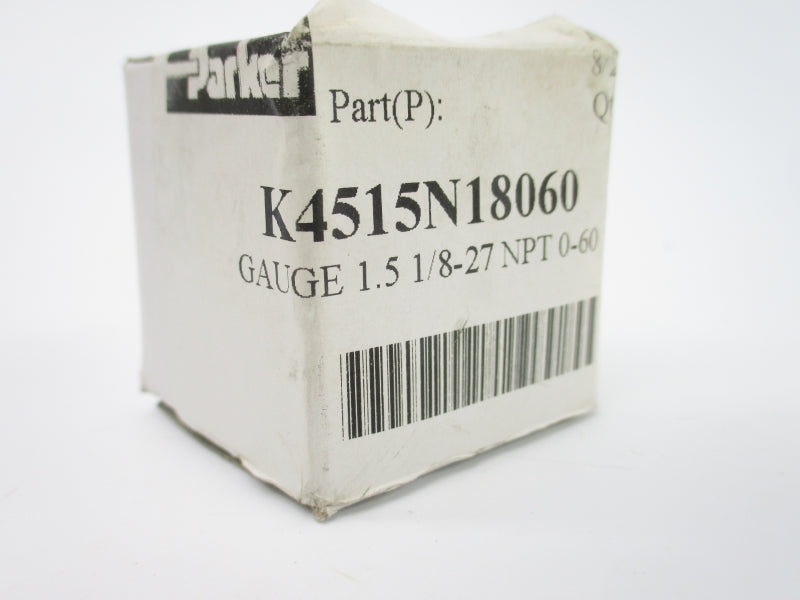 Parker
Part(P):
K4515N18060
GAUGE 1.5 1/8-27 NPT 0-60